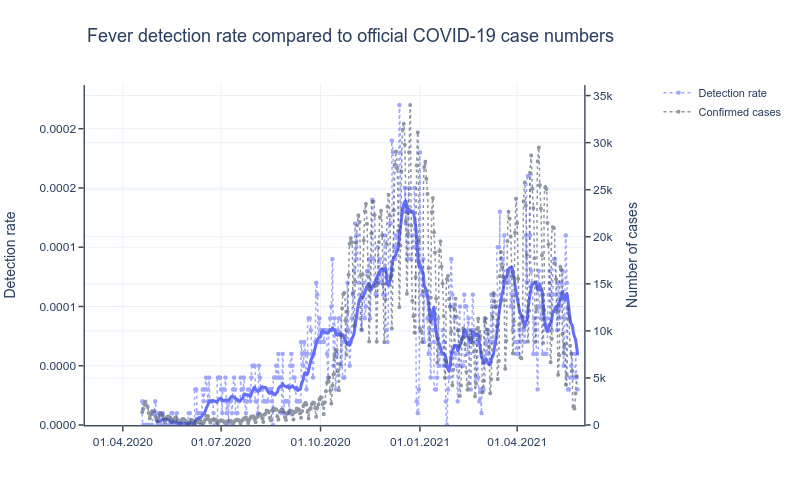 Fever detection rate compared to official COVID-19 case numbers
Detection rate
Confirmed cases
0.0002
0.0002
0.0001
0.0001
0.0000
0.0000
Detection rate
35k
30k
25k
20k
15k
10k
5k
0
Number of cases
01.04.2020
01.07.2020
01.10.2020
01.01.2021
01.04.2021